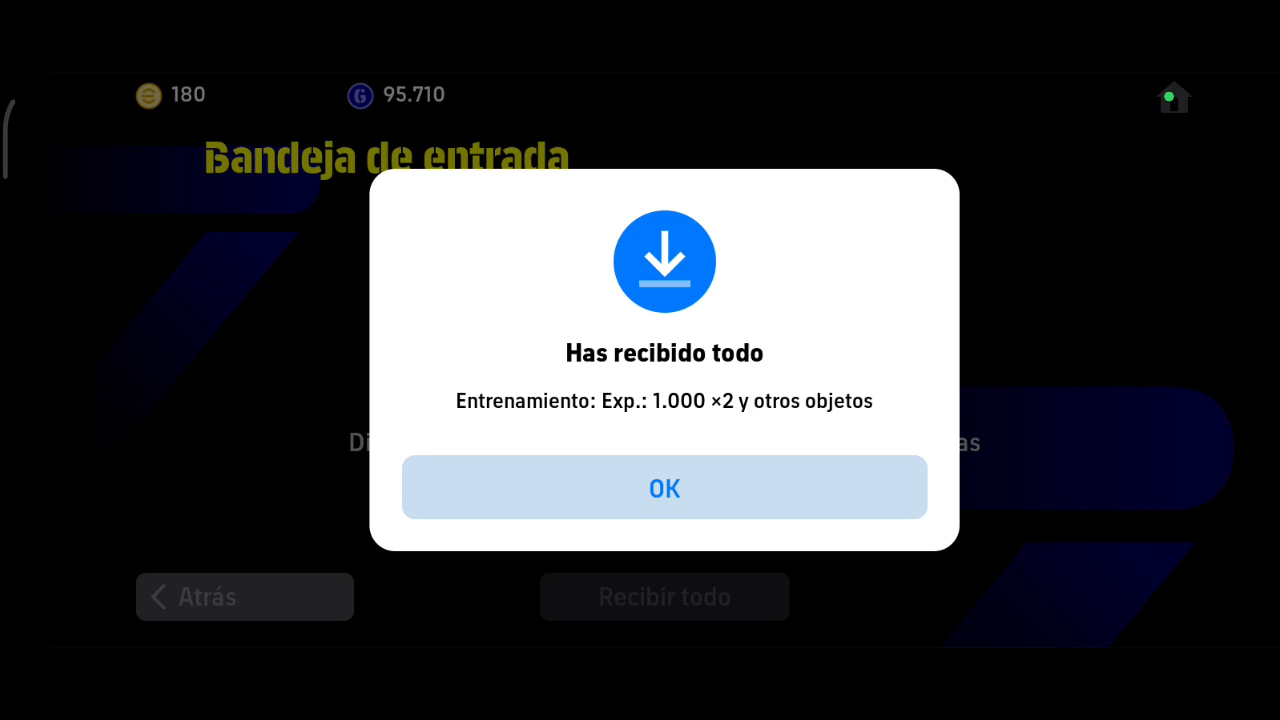 180
95.710
Bandeja de entrada
Has recibido todo
Entrenamiento: Exp.: 1.000 ×2 y otros objetos
OK
Atrás
Recibir todo